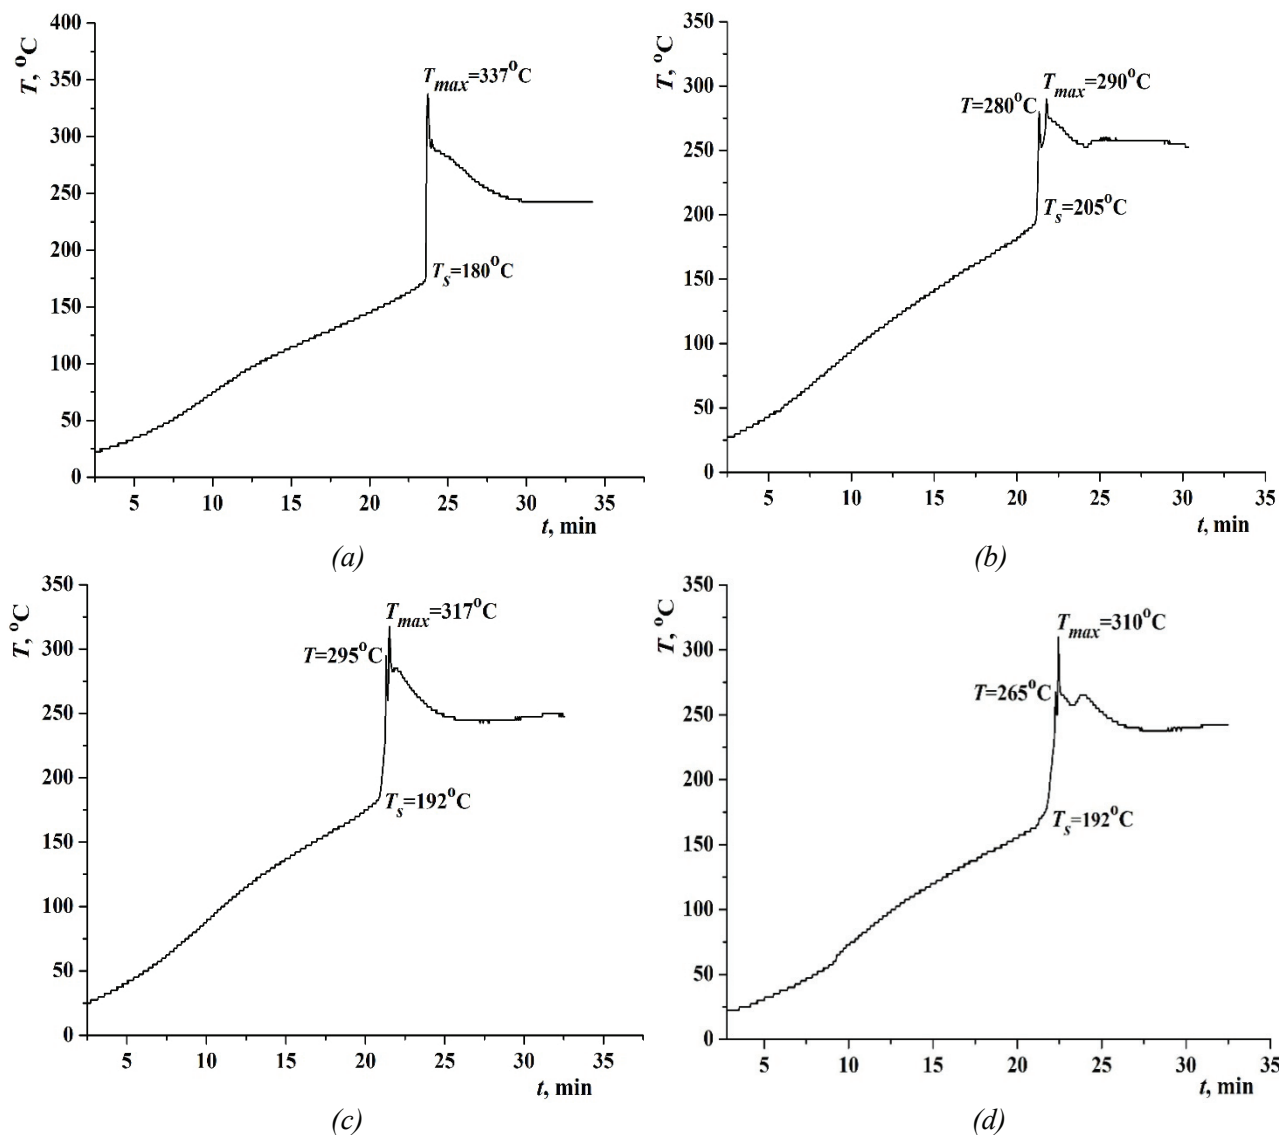 T, °C
400
350
300
250
200
150
100
50
0
T_max=337°C
T_s=180°C
5 10 15 20 25 30 35
t, min
(a)
T, °C
350
300
250
200
150
100
50
0
T=280°C
T_max=290°C
T_s=205°C
5 10 15 20 25 30 35
t, min
(b)
T, °C
350
300
250
200
150
100
50
0
T_max=317°C
T=295°C
T_s=192°C
5 10 15 20 25 30 35
t, min
(c)
T, °C
350
300
250
200
150
100
50
0
T_max=310°C
T=265°C
T_s=192°C
5 10 15 20 25 30 35
t, min
(d)